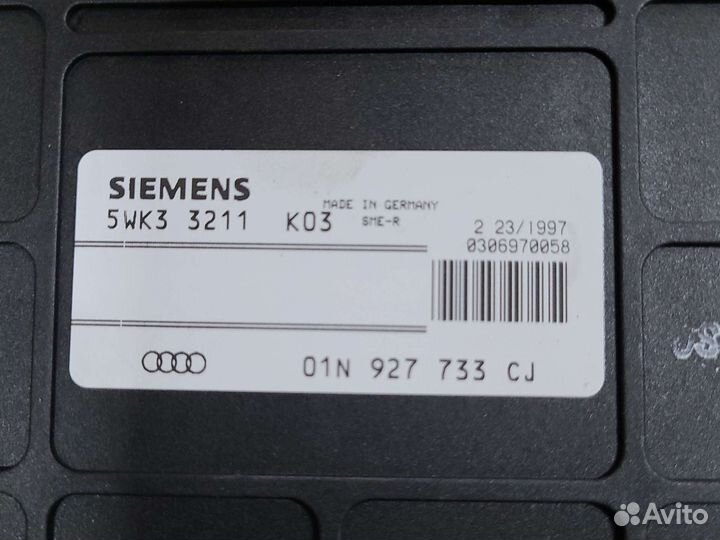 SIEMENS
5WK3 3211 K03
MADE IN GERMANY
SME-R
2 23/1997
0306970058
01N 927 733 CJ
Avito